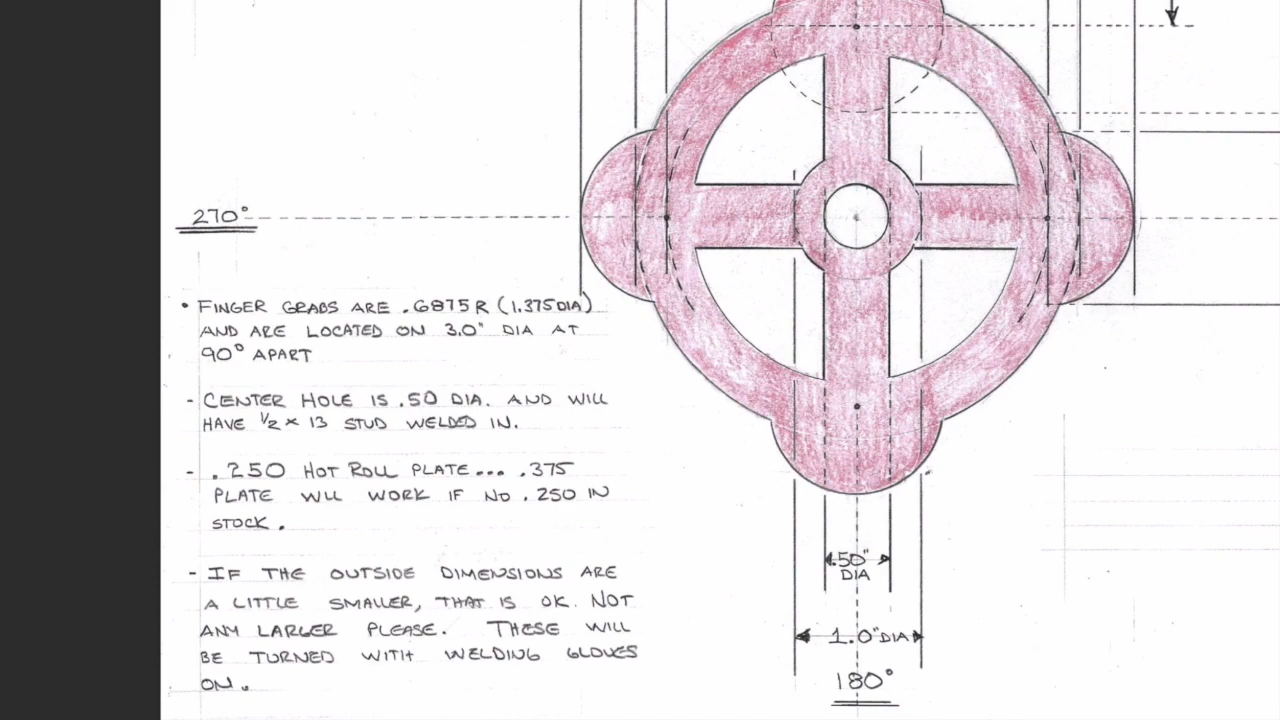 270°
• FINGER GRABS ARE .6875 R (1.375 DIA)
AND ARE LOCATED ON 3.0" DIA AT
90° APART
- CENTER HOLE IS .50 DIA. AND WILL
HAVE 1/2 x 13 STUD WELDED IN.
- .250 HOT ROLL PLATE... .375
PLATE WILL WORK IF NO .250 IN
STOCK.
- IF THE OUTSIDE DIMENSIONS ARE
A LITTLE SMALLER, THAT IS OK. NOT
ANY LARGER PLEASE. THESE WILL
BE TURNED WITH WELDING GLOVES
ON.
.50"
DIA
1.0" DIA
180°